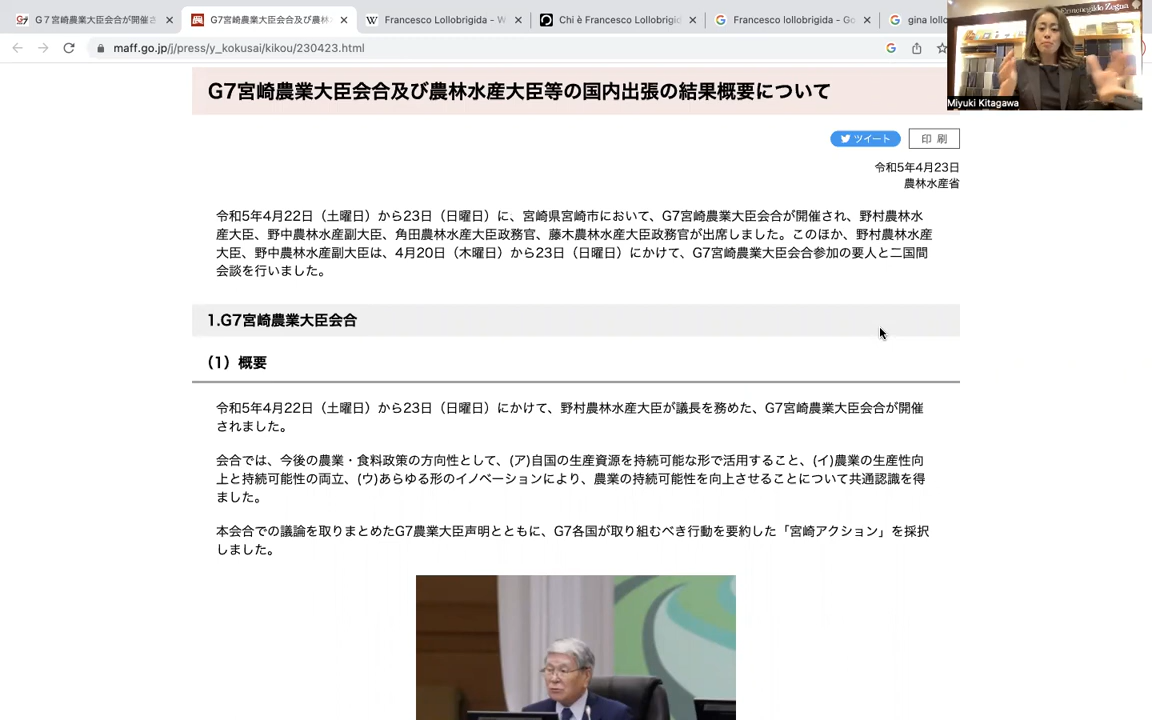 G７宮崎農業大臣会合が開催さ
G7宮崎農業大臣会合及び農林
Francesco Lollobrigida - W
Chi è Francesco Lollobrigid
Francesco lollobrigida - Go
gina lollo
maff.go.jp/j/press/y_kokusai/kikou/230423.html
Ermenegildo Zegna
Miyuki Kitagawa
G7宮崎農業大臣会合及び農林水産大臣等の国内出張の結果概要について
ツイート
印 刷
令和5年4月23日
農林水産省
令和5年4月22日（土曜日）から23日（日曜日）に、宮崎県宮崎市において、G7宮崎農業大臣会合が開催され、野村農林水
産大臣、野中農林水産副大臣、角田農林水産大臣政務官、藤木農林水産大臣政務官が出席しました。このほか、野村農林水産
大臣、野中農林水産副大臣は、4月20日（木曜日）から23日（日曜日）にかけて、G7宮崎農業大臣会合参加の要人と二国間
会談を行いました。
1.G7宮崎農業大臣会合
（1）概要
令和5年4月22日（土曜日）から23日（日曜日）にかけて、野村農林水産大臣が議長を務めた、G7宮崎農業大臣会合が開催
されました。
会合では、今後の農業・食料政策の方向性として、(ア)自国の生産資源を持続可能な形で活用すること、(イ)農業の生産性向
上と持続可能性の両立、(ウ)あらゆる形のイノベーションにより、農業の持続可能性を向上させることについて共通認識を得
ました。
本会合での議論を取りまとめたG7農業大臣声明とともに、G7各国が取り組むべき行動を要約した「宮崎アクション」を採択
しました。